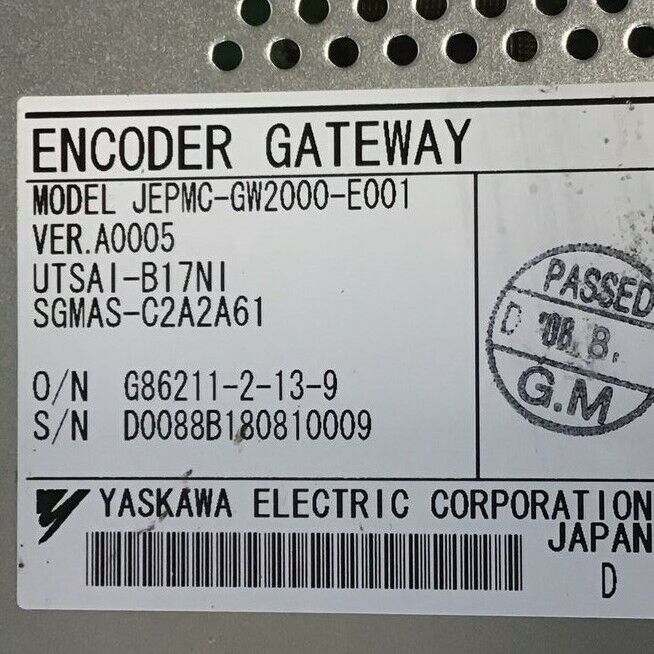 ENCODER GATEWAY
MODEL JEPMC-GW2000-E001
VER.A0005
UTSAI-B17NI
SGMAS-C2A2A61
PASSED
D '08. 8.
G.M
O/N G86211-2-13-9
S/N D0088B180810009
YASKAWA ELECTRIC CORPORATION
JAPAN
D